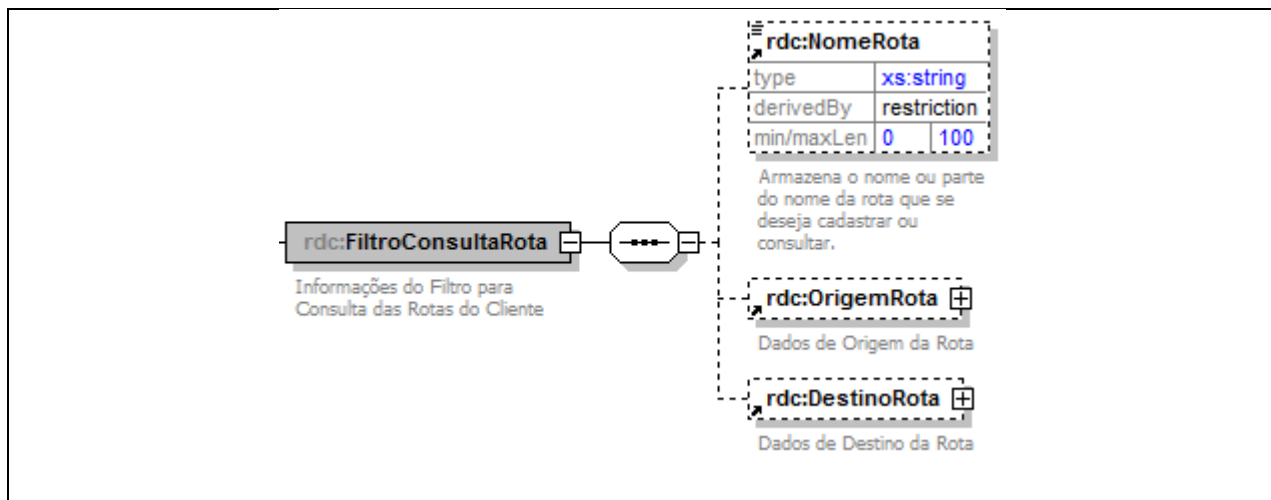 rdc:NomeRota
type xs:string
derivedBy restriction
min/maxLen 0 100
Armazena o nome ou parte
do nome da rota que se
deseja cadastrar ou
consultar.
rdc:FiltroConsultaRota
Informações do Filtro para
Consulta das Rotas do Cliente
rdc:OrigemRota
Dados de Origem da Rota
rdc:DestinoRota
Dados de Destino da Rota